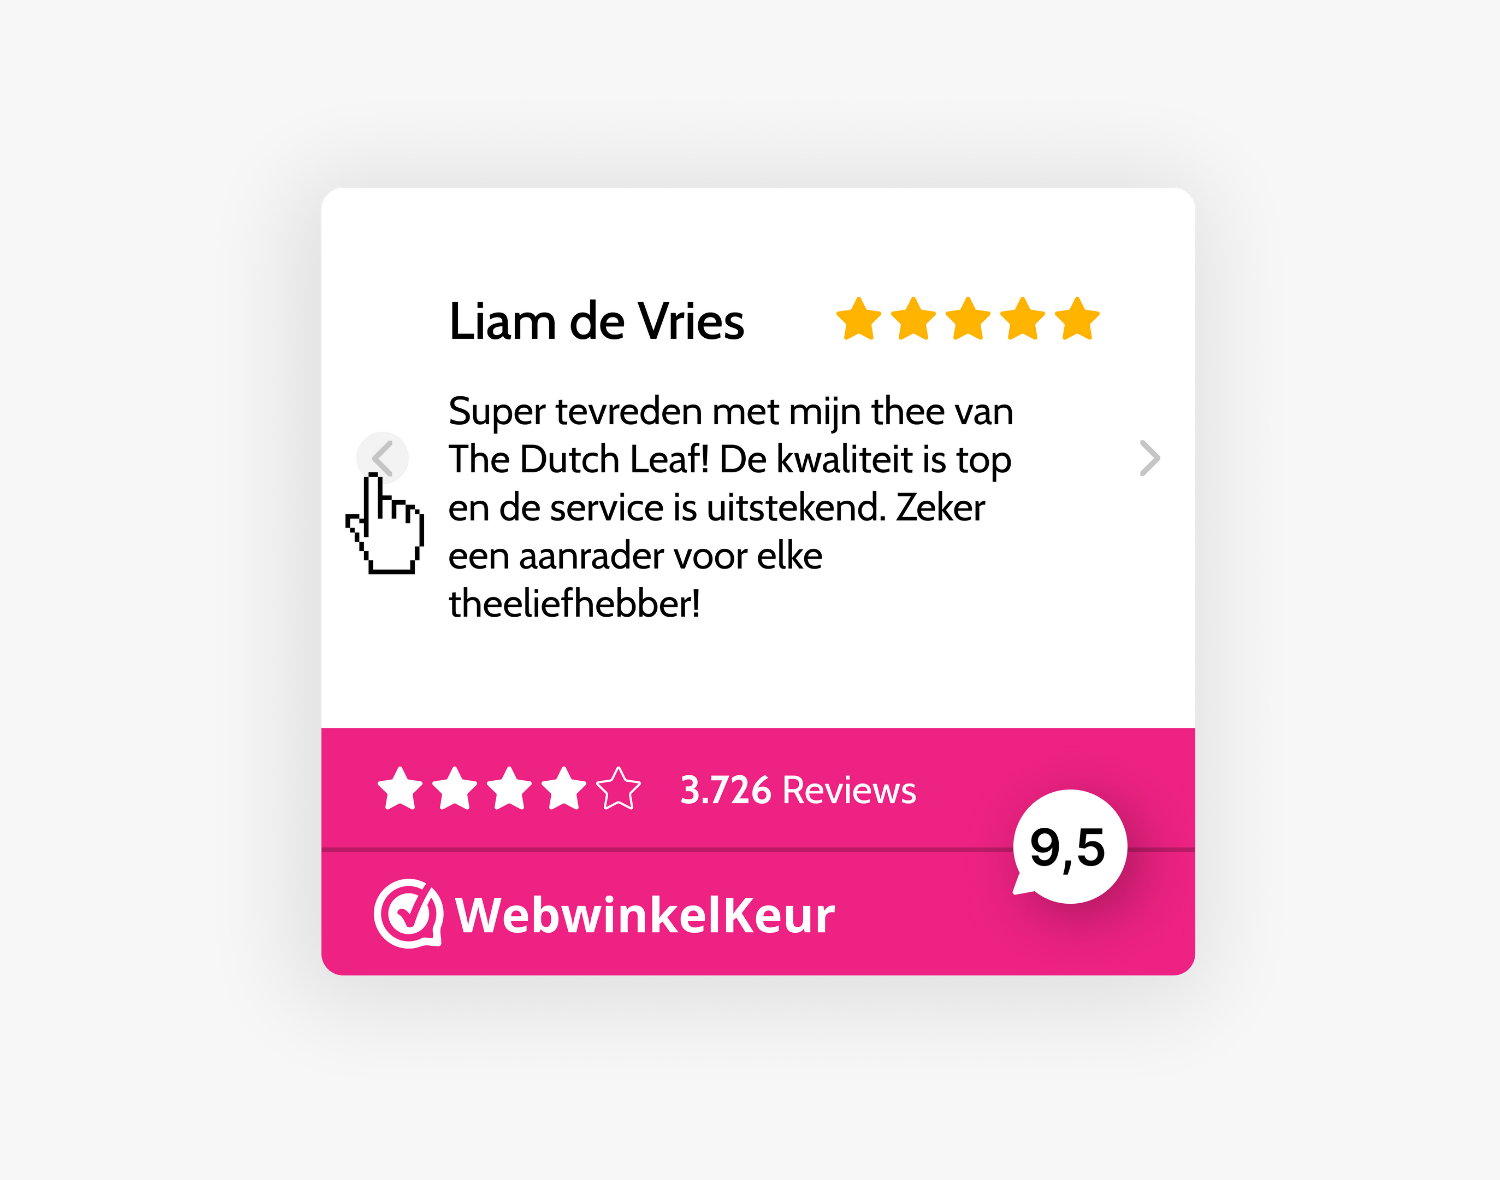 Liam de Vries
Super tevreden met mijn thee van
The Dutch Leaf! De kwaliteit is top
en de service is uitstekend. Zeker
een aanrader voor elke
theeliefhebber!
3.726 Reviews
9,5
WebwinkelKeur